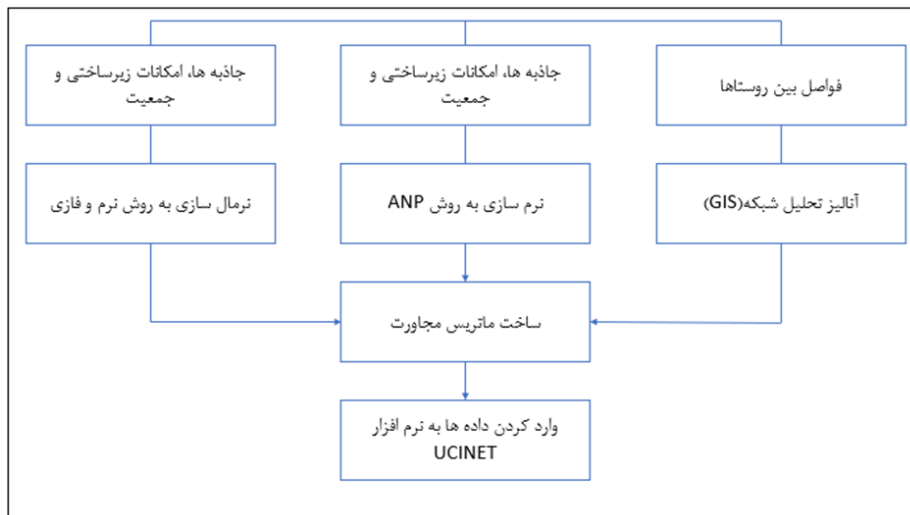 فواصل بین روستاها
جاذبه ها، امکانات زیرساختی و
جمعیت
جاذبه ها، امکانات زیرساختی و
جمعیت
آنالیز تحلیل شبکه(GIS)
نرم سازی به روش ANP
نرمال سازی به روش نرم و فازی
ساخت ماتریس مجاورت
وارد کردن داده ها به نرم افزار
UCINET